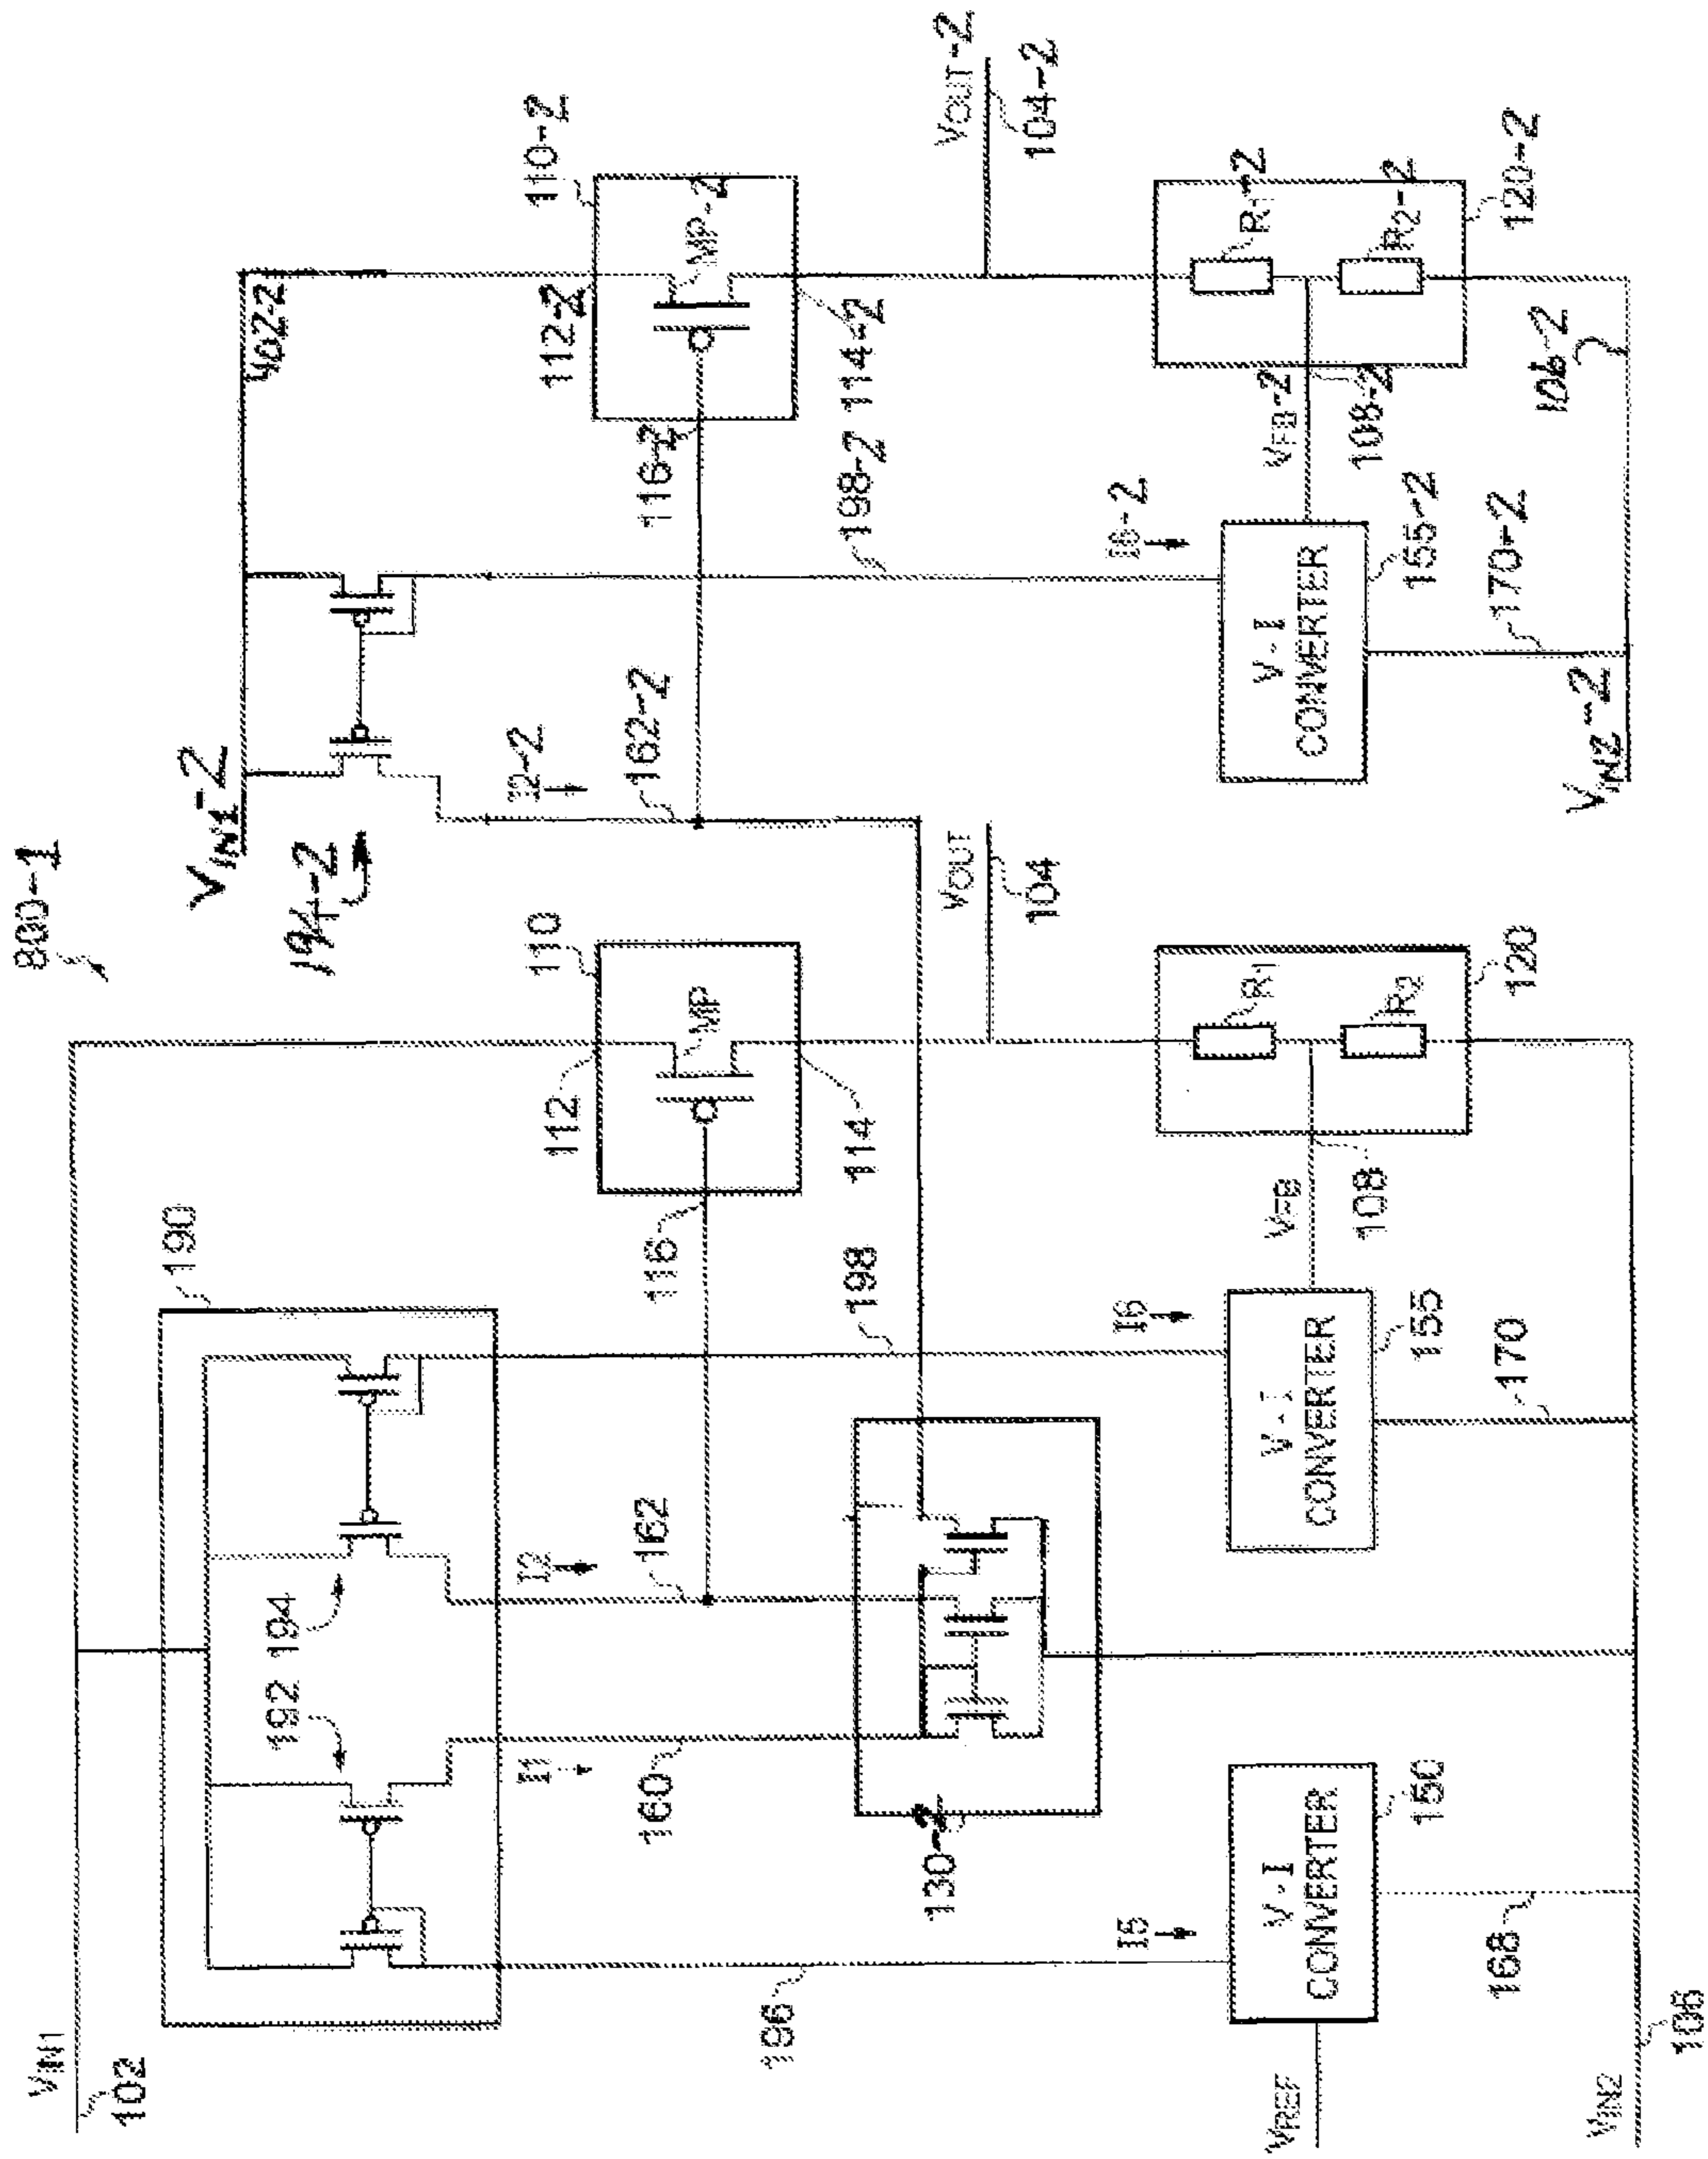 800-1
VIN1
102
190
192
194
VIN1-2
194-2
402-2
I1
160
I2
162
116
112
110
MP
114
198
I2-2
162-2
116-2
112-2
110-2
MP-2
114-2
198-2
130-2
VOUT
104
VOUT-2
104-2
I5
196
I6
I6-2
VREF
V-I
CONVERTER
150
168
V-I
CONVERTER
155
170
VFB
108
R1
R2
120
V-I
CONVERTER
155-2
170-2
VFB-2
108-2
R1-2
R2-2
120-2
VIN2
106
VIN2-2
106-2